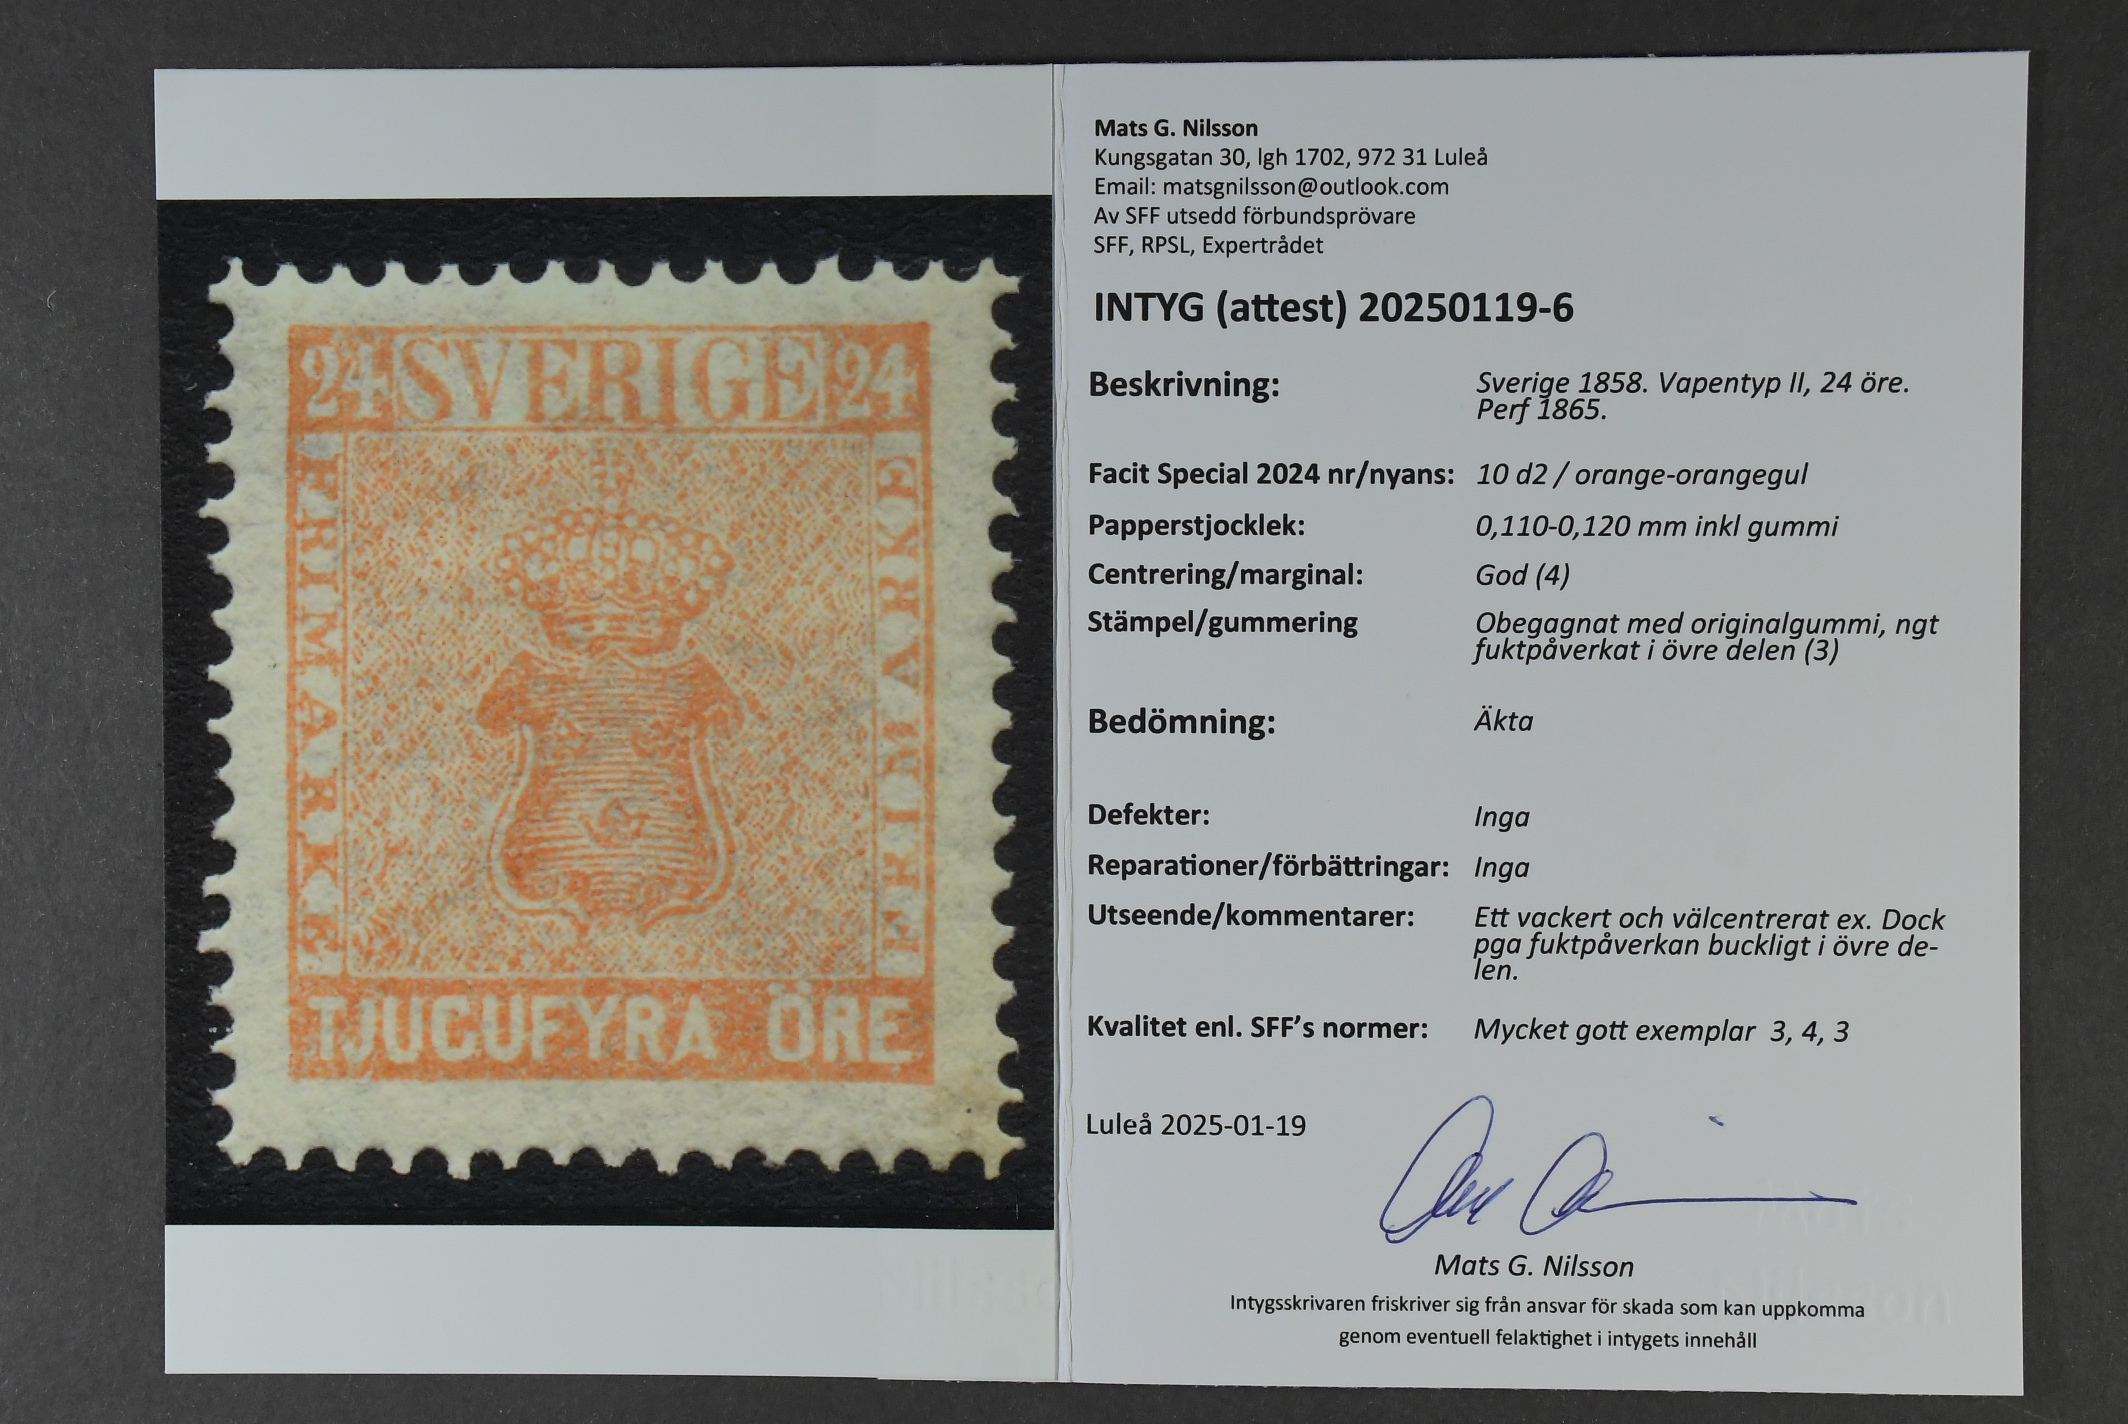 24 SVERIGE 24
FRIMÄRKE
FRIMÄRKE
TJUGUFYRA ÖRE
Mats G. Nilsson
Kungsgatan 30, lgh 1702, 972 31 Luleå
Email: matsgnilsson@outlook.com
Av SFF utsedd förbundsprövare
SFF, RPSL, Expertrådet
INTYG (attest) 20250119-6
Beskrivning: Sverige 1858. Vapentyp II, 24 öre.
Perf 1865.
Facit Special 2024 nr/nyans: 10 d2 / orange-orangegul
Papperstjocklek: 0,110-0,120 mm inkl gummi
Centrering/marginal: God (4)
Stämpel/gummering Obegagnat med originalgummi, ngt
fuktpåverkat i övre delen (3)
Bedömning: Äkta
Defekter: Inga
Reparationer/förbättringar: Inga
Utseende/kommentarer: Ett vackert och välcentrerat ex. Dock
pga fuktpåverkan buckligt i övre de-
len.
Kvalitet enl. SFF’s normer: Mycket gott exemplar 3, 4, 3
Luleå 2025-01-19
Mats G. Nilsson
Intygsskrivaren friskriver sig från ansvar för skada som kan uppkomma
genom eventuell felaktighet i intygets innehåll